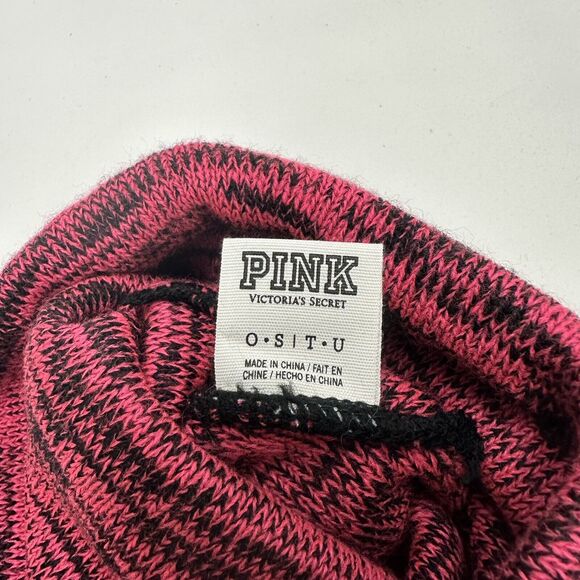 PINK
VICTORIA'S SECRET
O•S|T•U
MADE IN CHINA / FAIT EN
CHINE / HECHO EN CHINA